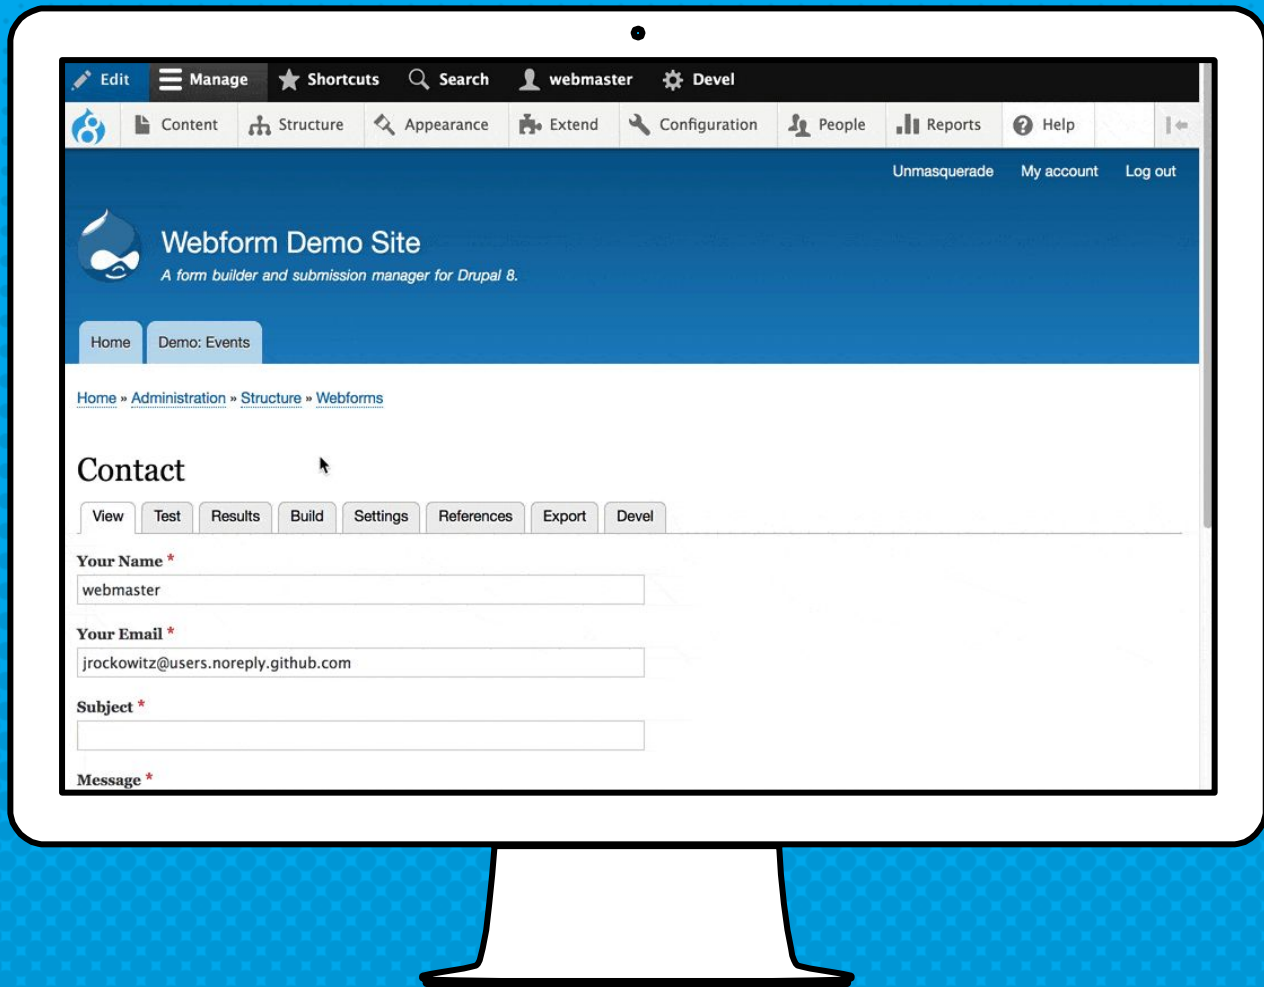 Edit Manage Shortcuts Search webmaster Devel
Content Structure Appearance Extend Configuration People Reports Help
Unmasquerade My account Log out
Webform Demo Site
A form builder and submission manager for Drupal 8.
Home Demo: Events
Home » Administration » Structure » Webforms
Contact
View Test Results Build Settings References Export Devel
Your Name *
webmaster
Your Email *
jrockowitz@users.noreply.github.com
Subject *
Message *